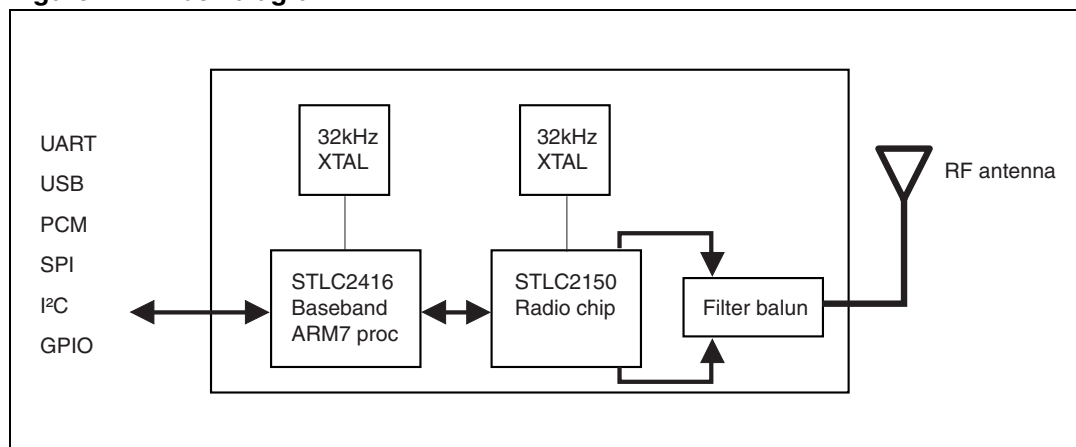 UART
USB
PCM
SPI
I²C
GPIO
32kHz
XTAL
32kHz
XTAL
STLC2416
Baseband
ARM7 proc
STLC2150
Radio chip
Filter balun
RF antenna